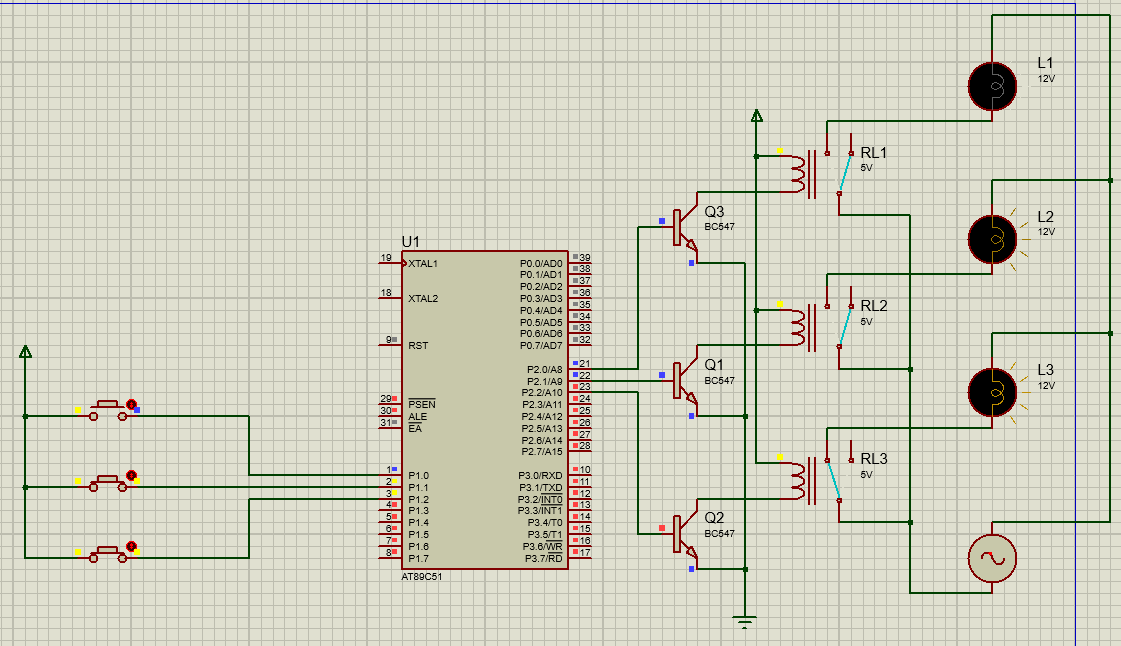 L1
12V
RL1
5V
Q3
BC547
L2
12V
U1
19 XTAL1
18 XTAL2
9 RST
29 PSEN
30 ALE
31 EA
1 P1.0
2 P1.1
3 P1.2
4 P1.3
5 P1.4
6 P1.5
7 P1.6
8 P1.7
P0.0/AD0 39
P0.1/AD1 38
P0.2/AD2 37
P0.3/AD3 36
P0.4/AD4 35
P0.5/AD5 34
P0.6/AD6 33
P0.7/AD7 32
P2.0/A8 21
P2.1/A9 22
P2.2/A10 23
P2.3/A11 24
P2.4/A12 25
P2.5/A13 26
P2.6/A14 27
P2.7/A15 28
P3.0/RXD 10
P3.1/TXD 11
P3.2/INT0 12
P3.3/INT1 13
P3.4/T0 14
P3.5/T1 15
P3.6/WR 16
P3.7/RD 17
AT89C51
RL2
5V
Q1
BC547
L3
12V
RL3
5V
Q2
BC547